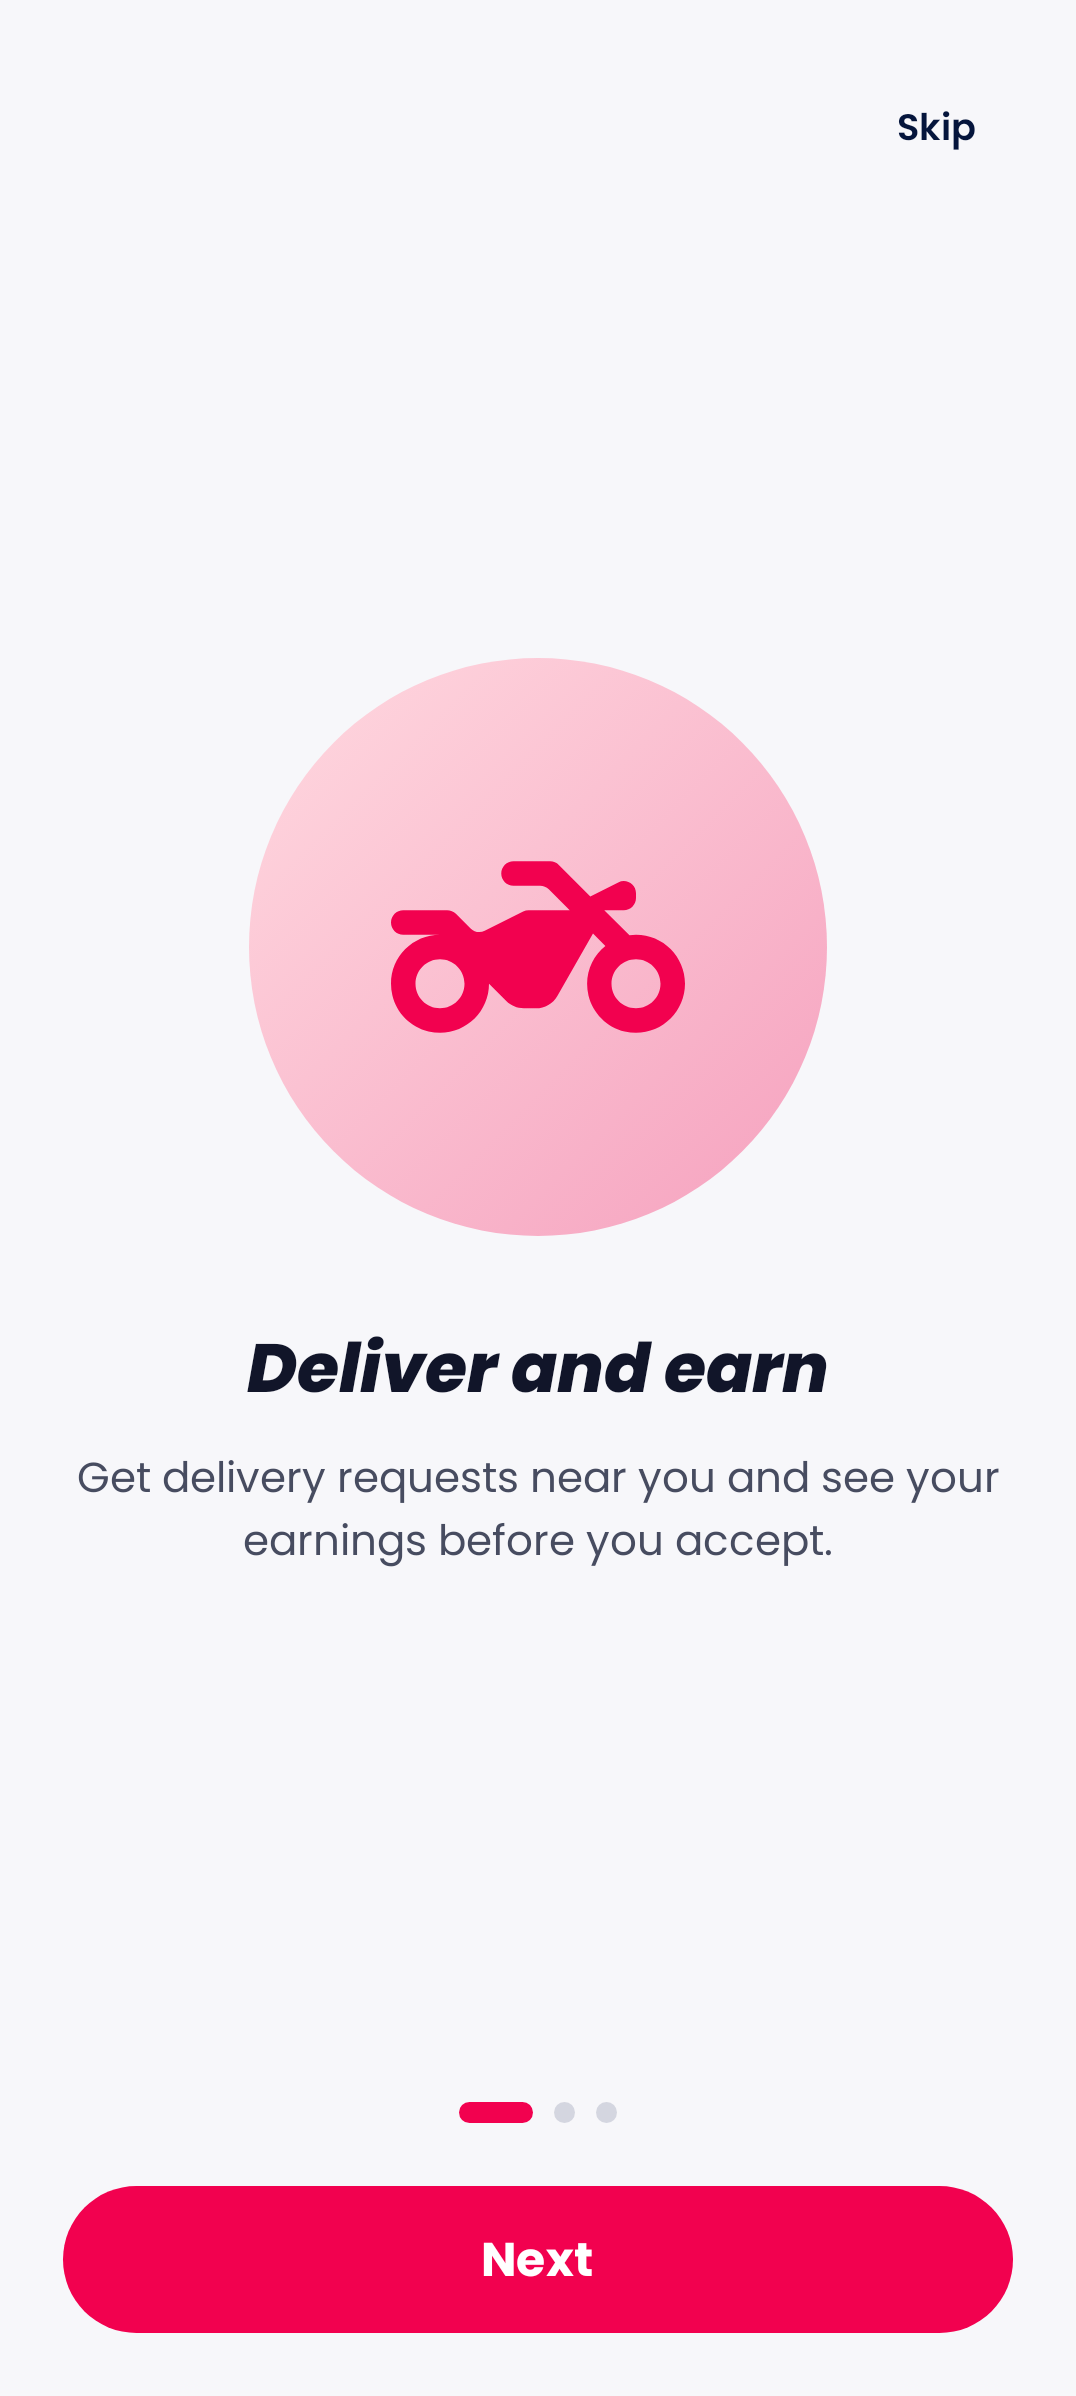 Skip
Deliver and earn
Get delivery requests near you and see your
earnings before you accept.
Next